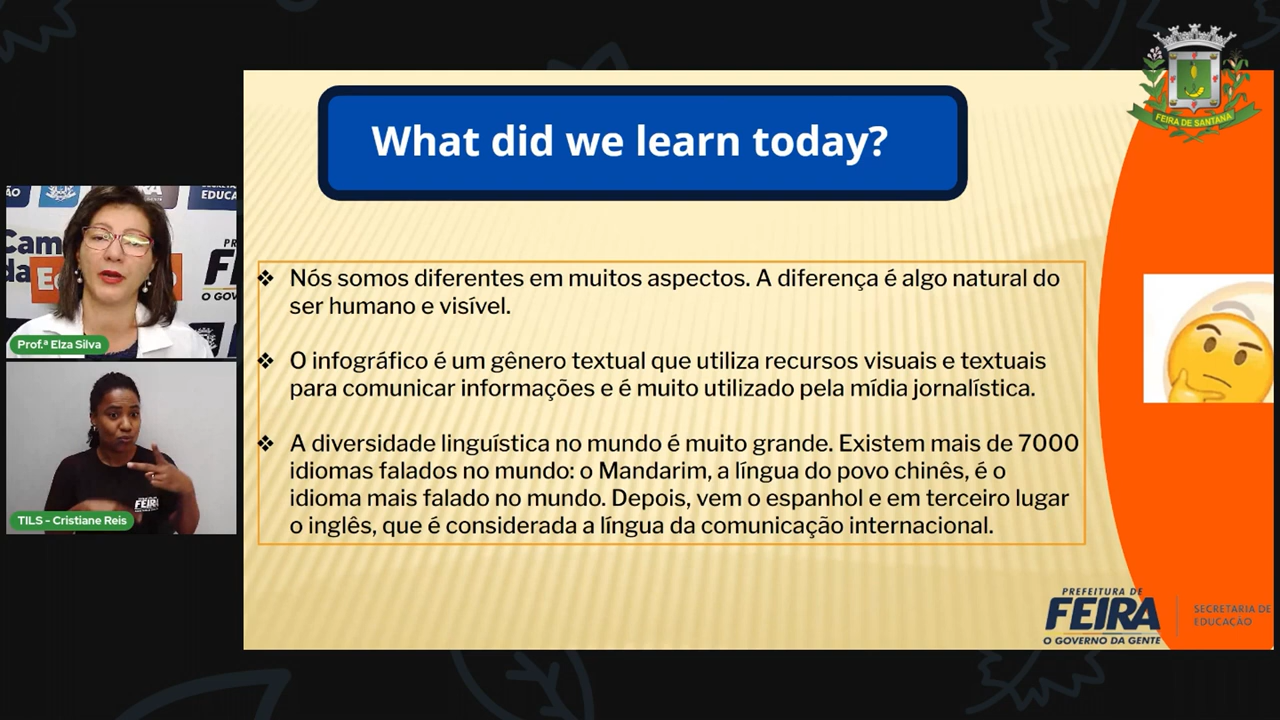 FEIRA DE SANTANA
What did we learn today?
❖ Nós somos diferentes em muitos aspectos. A diferença é algo natural do
ser humano e visível.
❖ O infográfico é um gênero textual que utiliza recursos visuais e textuais
para comunicar informações e é muito utilizado pela mídia jornalística.
❖ A diversidade linguística no mundo é muito grande. Existem mais de 7000
idiomas falados no mundo: o Mandarim, a língua do povo chinês, é o
idioma mais falado no mundo. Depois, vem o espanhol e em terceiro lugar
o inglês, que é considerada a língua da comunicação internacional.
Prof.ª Elza Silva
FEIRA
TILS - Cristiane Reis
PREFEITURA DE
FEIRA
O GOVERNO DA GENTE
SECRETARIA DE
EDUCAÇÃO